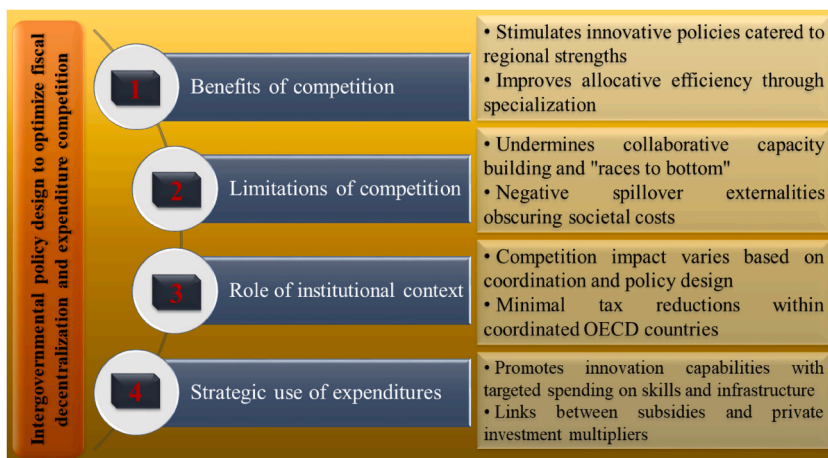 Intergovernmental policy design to optimize fiscal
decentralization and expenditure competition
1
Benefits of competition
• Stimulates innovative policies catered to
regional strengths
• Improves allocative efficiency through
specialization
2
Limitations of competition
• Undermines collaborative capacity
building and "races to bottom"
• Negative spillover externalities
obscuring societal costs
3
Role of institutional context
• Competition impact varies based on
coordination and policy design
• Minimal tax reductions within
coordinated OECD countries
4
Strategic use of expenditures
• Promotes innovation capabilities with
targeted spending on skills and infrastructure
• Links between subsidies and private
investment multipliers